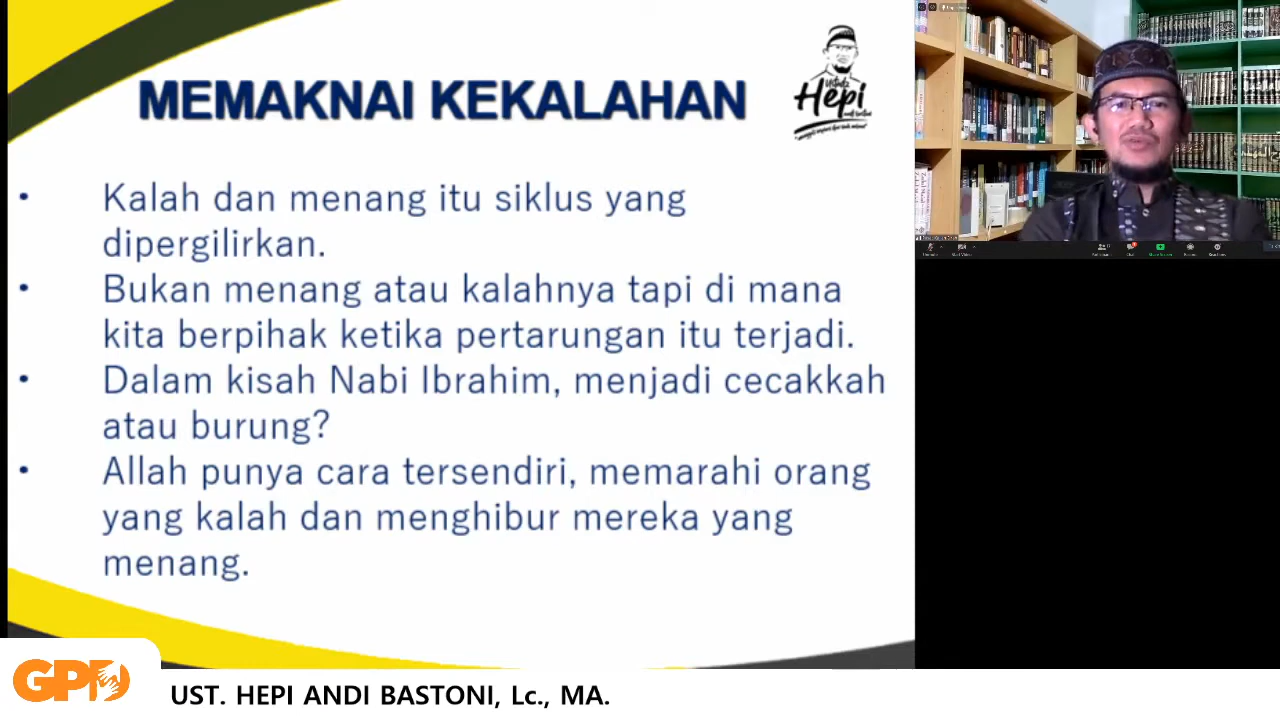 MEMAKNAI KEKALAHAN
Ustadz
Hepi
• Kalah dan menang itu siklus yang
dipergilirkan.
• Bukan menang atau kalahnya tapi di mana
kita berpihak ketika pertarungan itu terjadi.
• Dalam kisah Nabi Ibrahim, menjadi cecakkah
atau burung?
• Allah punya cara tersendiri, memarahi orang
yang kalah dan menghibur mereka yang
menang.
GPN
UST. HEPI ANDI BASTONI, Lc., MA.